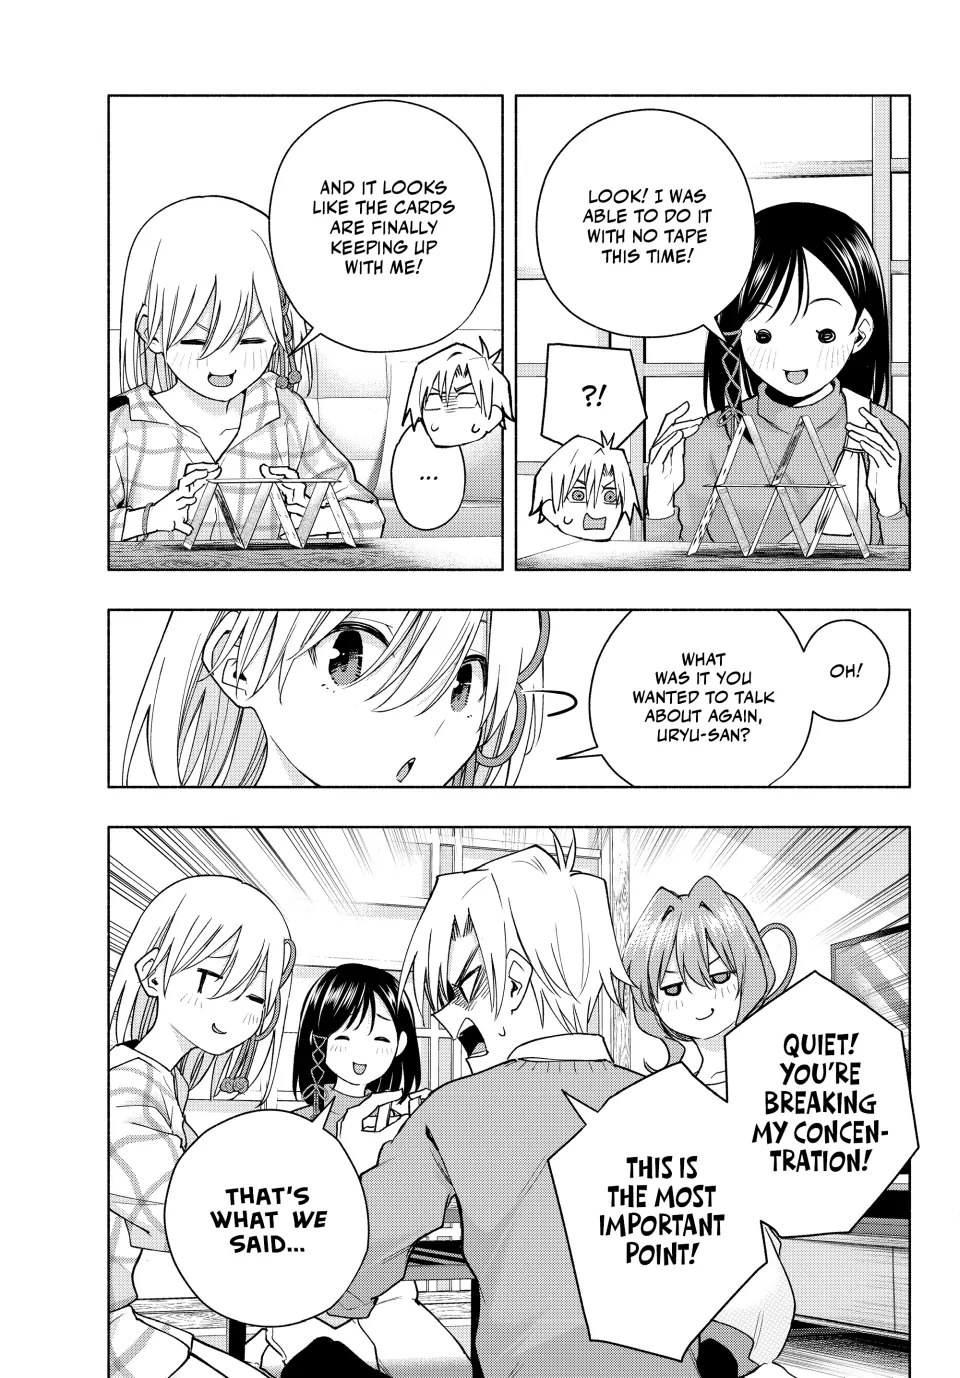 LOOK! I WAS
ABLE TO DO IT
WITH NO TAPE
THIS TIME!
?!
AND IT LOOKS
LIKE THE CARDS
ARE FINALLY
KEEPING UP
WITH ME!
...
OH!
WHAT
WAS IT YOU
WANTED TO TALK
ABOUT AGAIN,
URYU-SAN?
QUIET!
YOU'RE
BREAKING
MY CONCEN-
TRATION!
THIS IS
THE MOST
IMPORTANT
POINT!
THAT'S
WHAT WE
SAID...